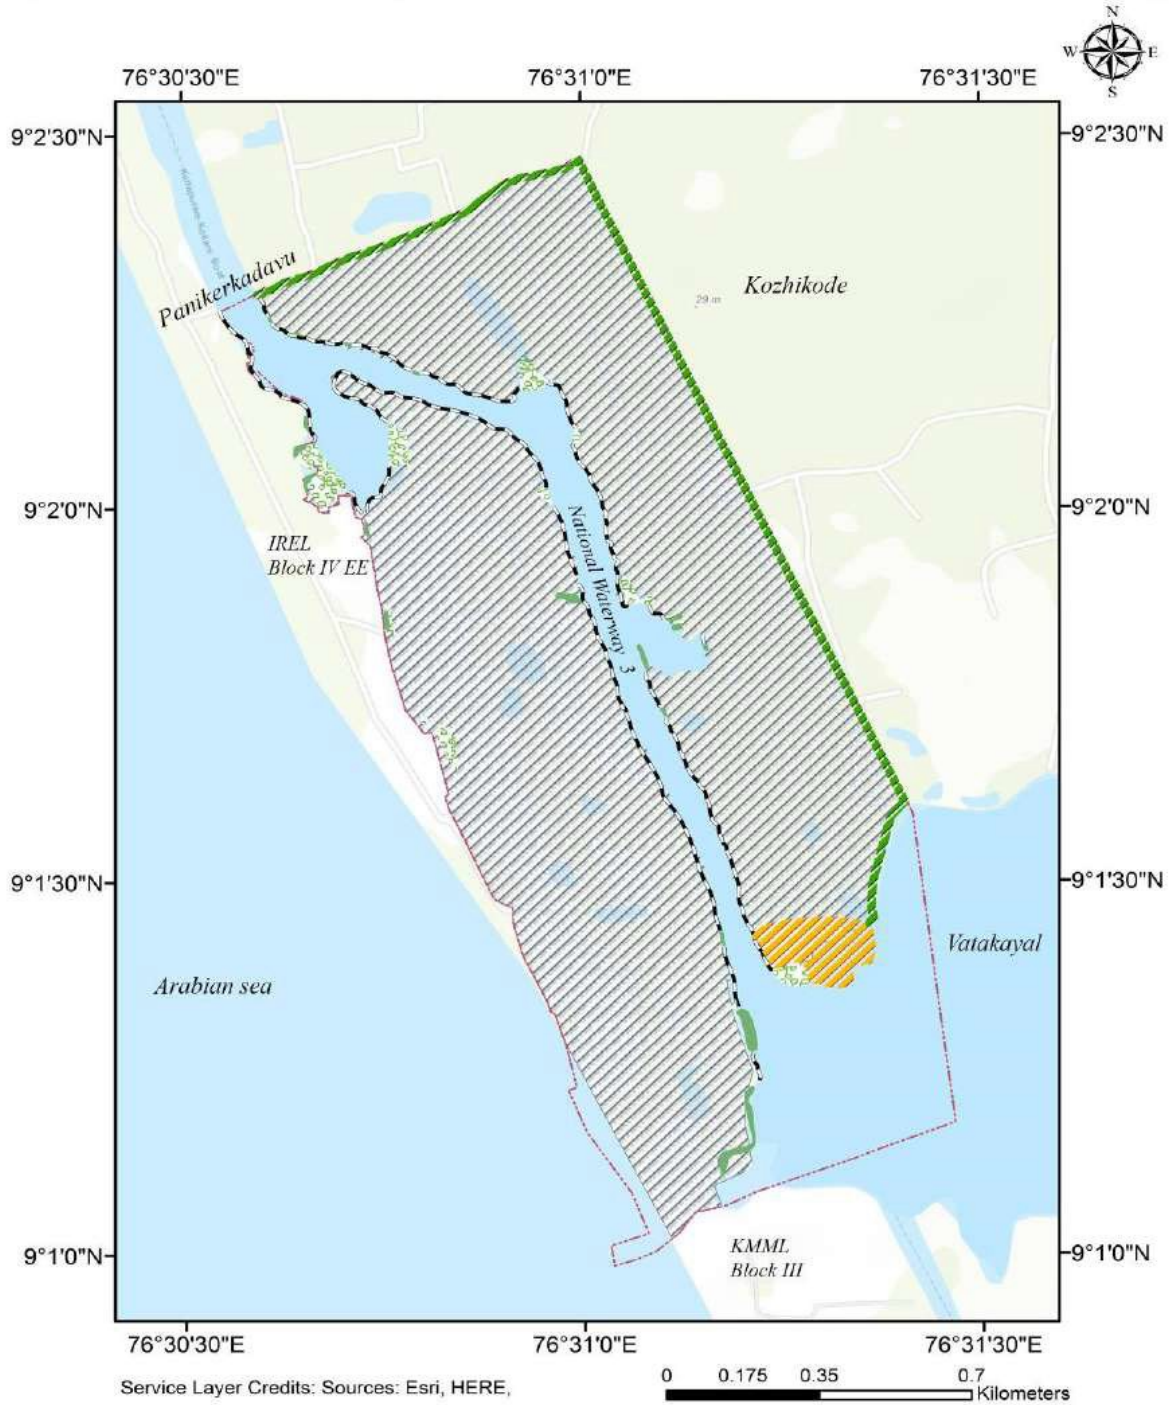 N
W E
S
76°30'30"E 76°31'0"E 76°31'30"E
9°2'30"N 9°2'30"N
Panikerkadavu
Kozhikode
29 m
9°2'0"N 9°2'0"N
IREL
Block IV EE
National Waterway 3
9°1'30"N 9°1'30"N
Vatakayal
Arabian sea
9°1'0"N 9°1'0"N
KMML
Block III
76°30'30"E 76°31'0"E 76°31'30"E
Service Layer Credits: Sources: Esri, HERE,
0 0.175 0.35 0.7
Kilometers